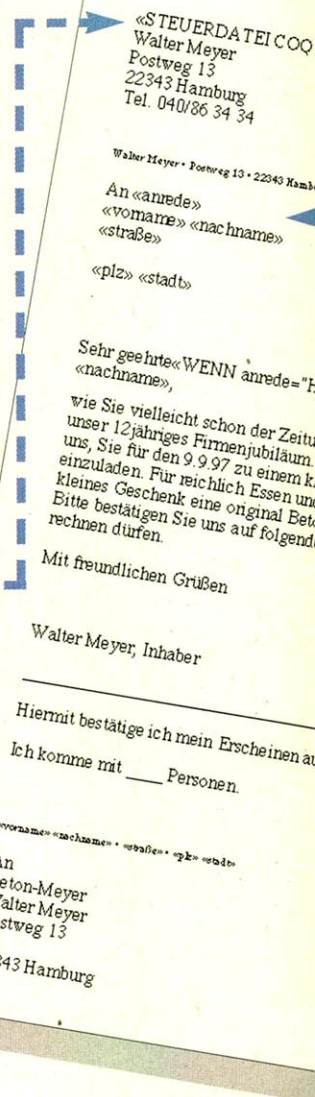 «STEUERDATEI COQ
Walter Meyer
Postweg 13
22343 Hamburg
Tel. 040/86 34 34
Walter Meyer • Postweg 13 • 22343 Hamb
An «anrede»
«vorname» «nachname»
«straße»
«plz» «stadt»
Sehr geehrte«WENN anrede="H
«nachname»,
wie Sie vielleicht schon der Zeitu
unser 12jähriges Firmenjubiläum.
uns, Sie für den 9.9.97 zu einem k
einzuladen. Für reichlich Essen und
kleines Geschenk eine original Beto
Bitte bestätigen Sie uns auf folgende
rechnen dürfen.
Mit freundlichen Grüßen
Walter Meyer, Inhaber
Hiermit bestätige ich mein Erscheinen au
Ich komme mit ____ Personen.
«vorname» «nachname» • «straße» • «plz» «stadt»
An
eton-Meyer
Walter Meyer
stweg 13
343 Hamburg